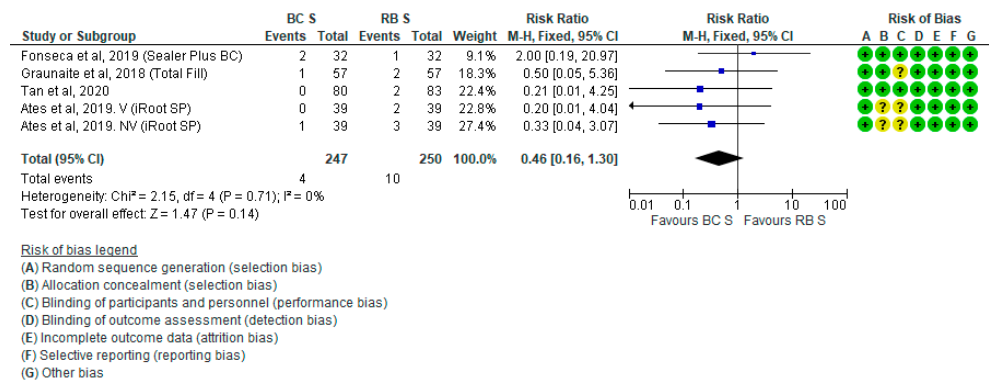 BC S RB S Risk Ratio Risk Ratio Risk of Bias
Study or Subgroup Events Total Events Total Weight M-H, Fixed, 95% CI M-H, Fixed, 95% CI A B C D E F G
Fonseca et al, 2019 (Sealer Plus BC) 2 32 1 32 9.1% 2.00 [0.19, 20.97] + + + + + + +
Graunaite et al, 2018 (Total Fill) 1 57 2 57 18.3% 0.50 [0.05, 5.36] + + ? + + + +
Tan et al, 2020 0 80 2 83 22.4% 0.21 [0.01, 4.25] + + + + + + +
Ates et al, 2019. V (iRoot SP) 0 39 2 39 22.8% 0.20 [0.01, 4.04] + ? ? + + + +
Ates et al, 2019. NV (iRoot SP) 1 39 3 39 27.4% 0.33 [0.04, 3.07] + ? ? + + + +
Total (95% CI) 247 250 100.0% 0.46 [0.16, 1.30]
Total events 4 10
Heterogeneity: Chi² = 2.15, df = 4 (P = 0.71); I² = 0%
Test for overall effect: Z = 1.47 (P = 0.14)
0.01 0.1 1 10 100
Favours BC S Favours RB S
Risk of bias legend
(A) Random sequence generation (selection bias)
(B) Allocation concealment (selection bias)
(C) Blinding of participants and personnel (performance bias)
(D) Blinding of outcome assessment (detection bias)
(E) Incomplete outcome data (attrition bias)
(F) Selective reporting (reporting bias)
(G) Other bias